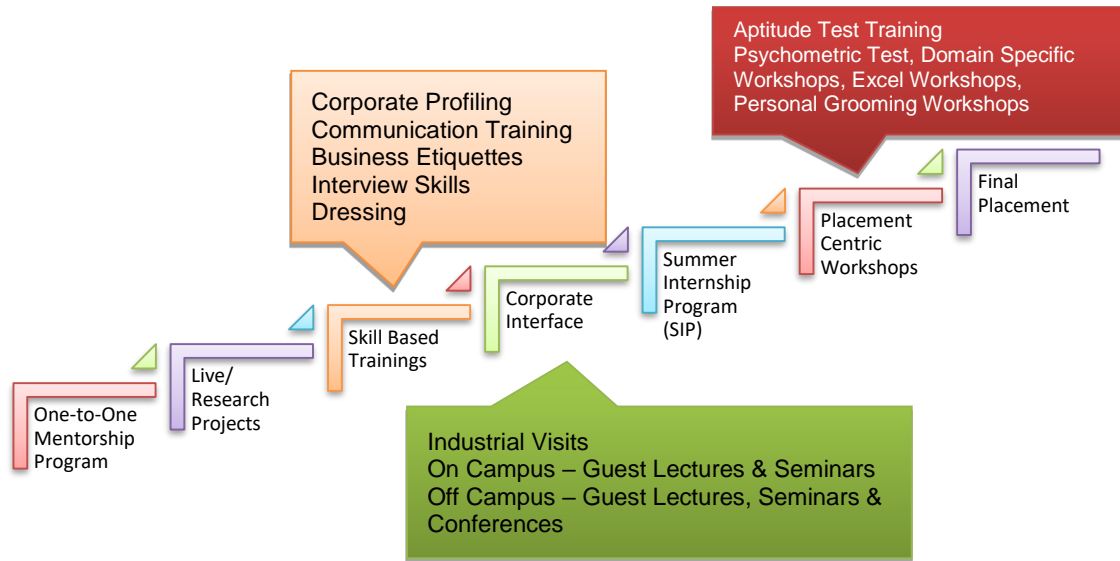 Aptitude Test Training
Psychometric Test, Domain Specific
Workshops, Excel Workshops,
Personal Grooming Workshops
Corporate Profiling
Communication Training
Business Etiquettes
Interview Skills
Dressing
One-to-One
Mentorship
Program
Live/
Research
Projects
Skill Based
Trainings
Corporate
Interface
Summer
Internship
Program
(SIP)
Placement
Centric
Workshops
Final
Placement
Industrial Visits
On Campus – Guest Lectures & Seminars
Off Campus – Guest Lectures, Seminars &
Conferences